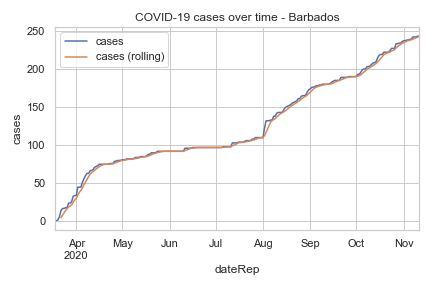 COVID-19 cases over time - Barbados
cases
cases (rolling)
250
200
150
100
50
0
cases
Apr May Jun Jul Aug Sep Oct Nov
2020
dateRep